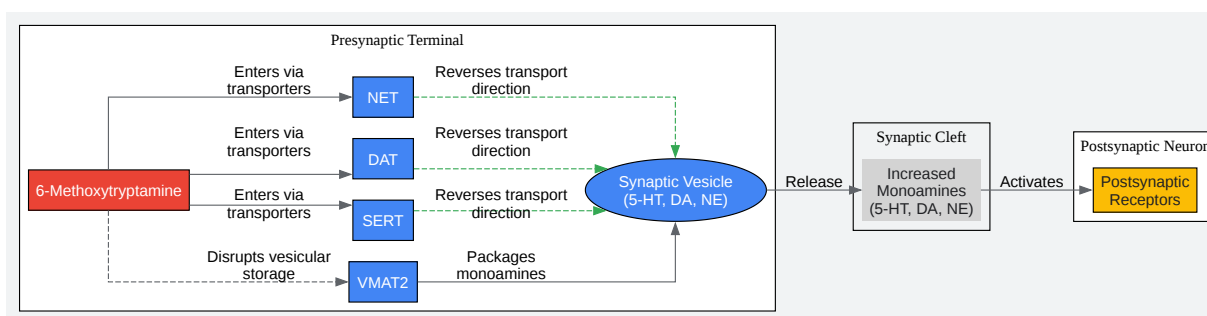 Presynaptic Terminal
Enters via
transporters
NET
Reverses transport
direction
Enters via
transporters
DAT
Reverses transport
direction
6-Methoxytryptamine
Enters via
transporters
SERT
Reverses transport
direction
Disrupts vesicular
storage
VMAT2
Packages
monoamines
Synaptic Vesicle
(5-HT, DA, NE)
Release
Synaptic Cleft
Increased
Monoamines
(5-HT, DA, NE)
Activates
Postsynaptic Neuron
Postsynaptic
Receptors